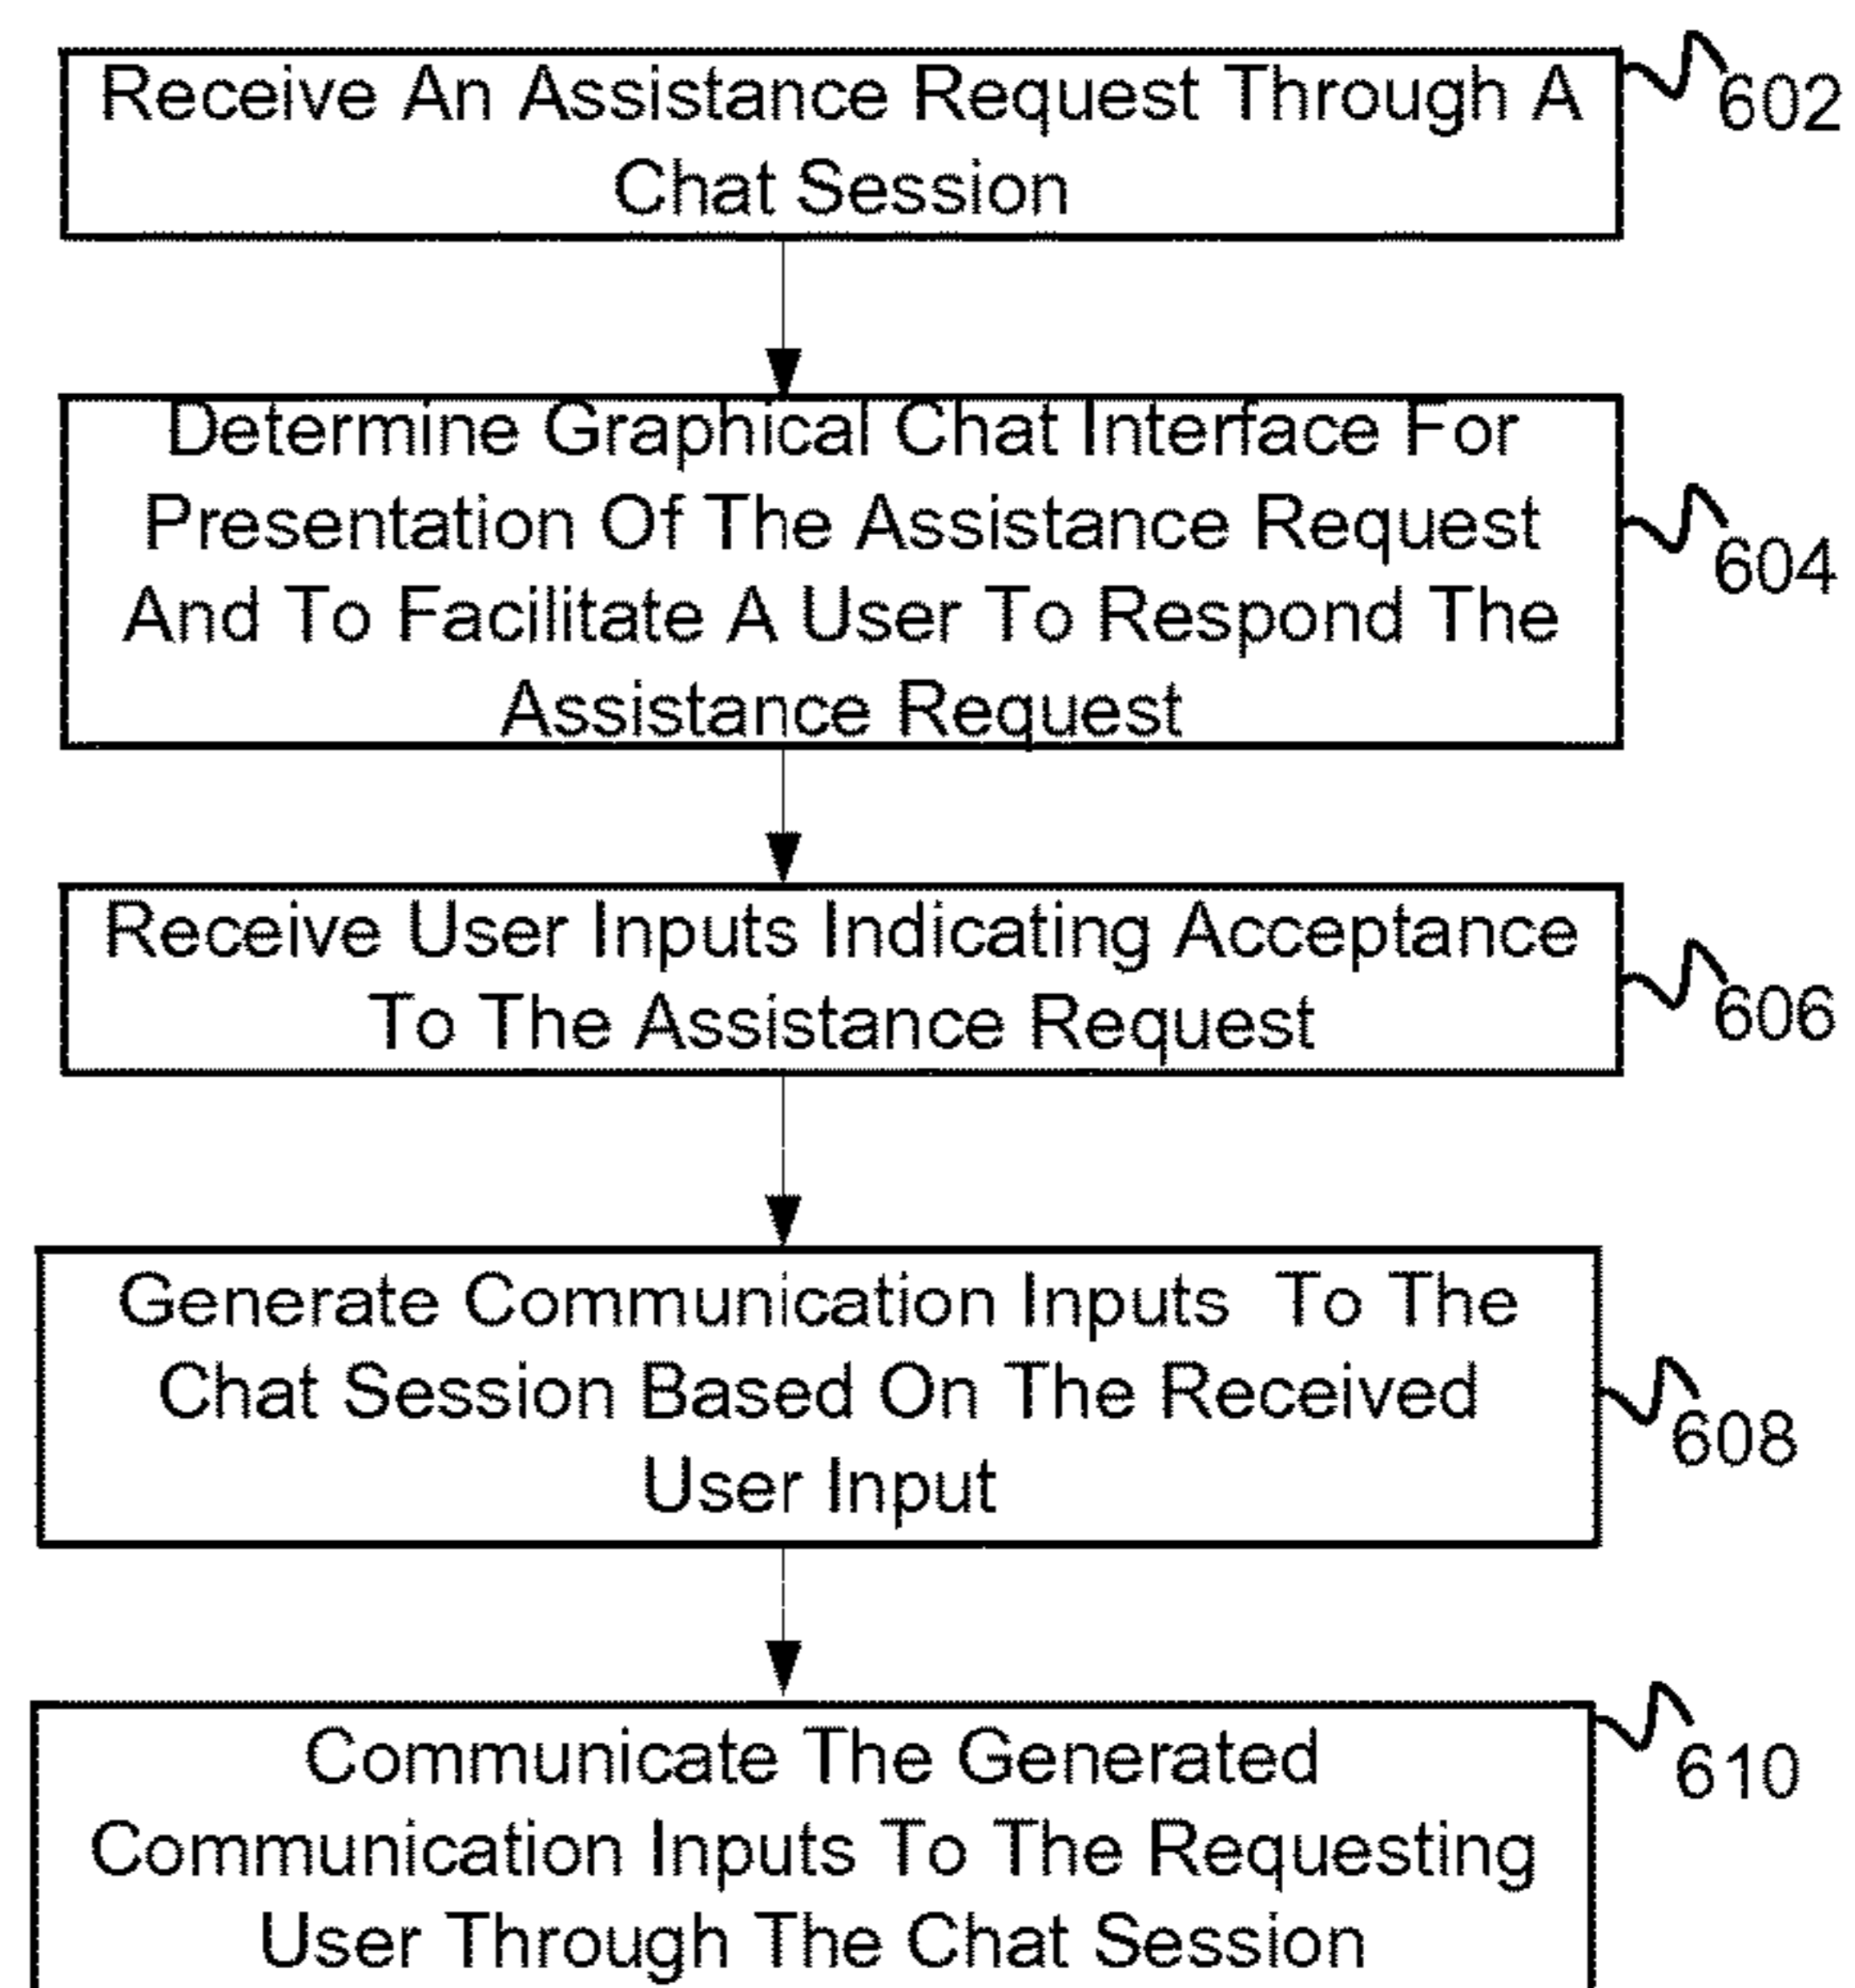 Receive An Assistance Request Through A
Chat Session
602
Determine Graphical Chat Interface For
Presentation Of The Assistance Request
And To Facilitate A User To Respond The
Assistance Request
604
Receive User Inputs Indicating Acceptance
To The Assistance Request
606
Generate Communication Inputs To The
Chat Session Based On The Received
User Input
608
Communicate The Generated
Communication Inputs To The Requesting
User Through The Chat Session
610